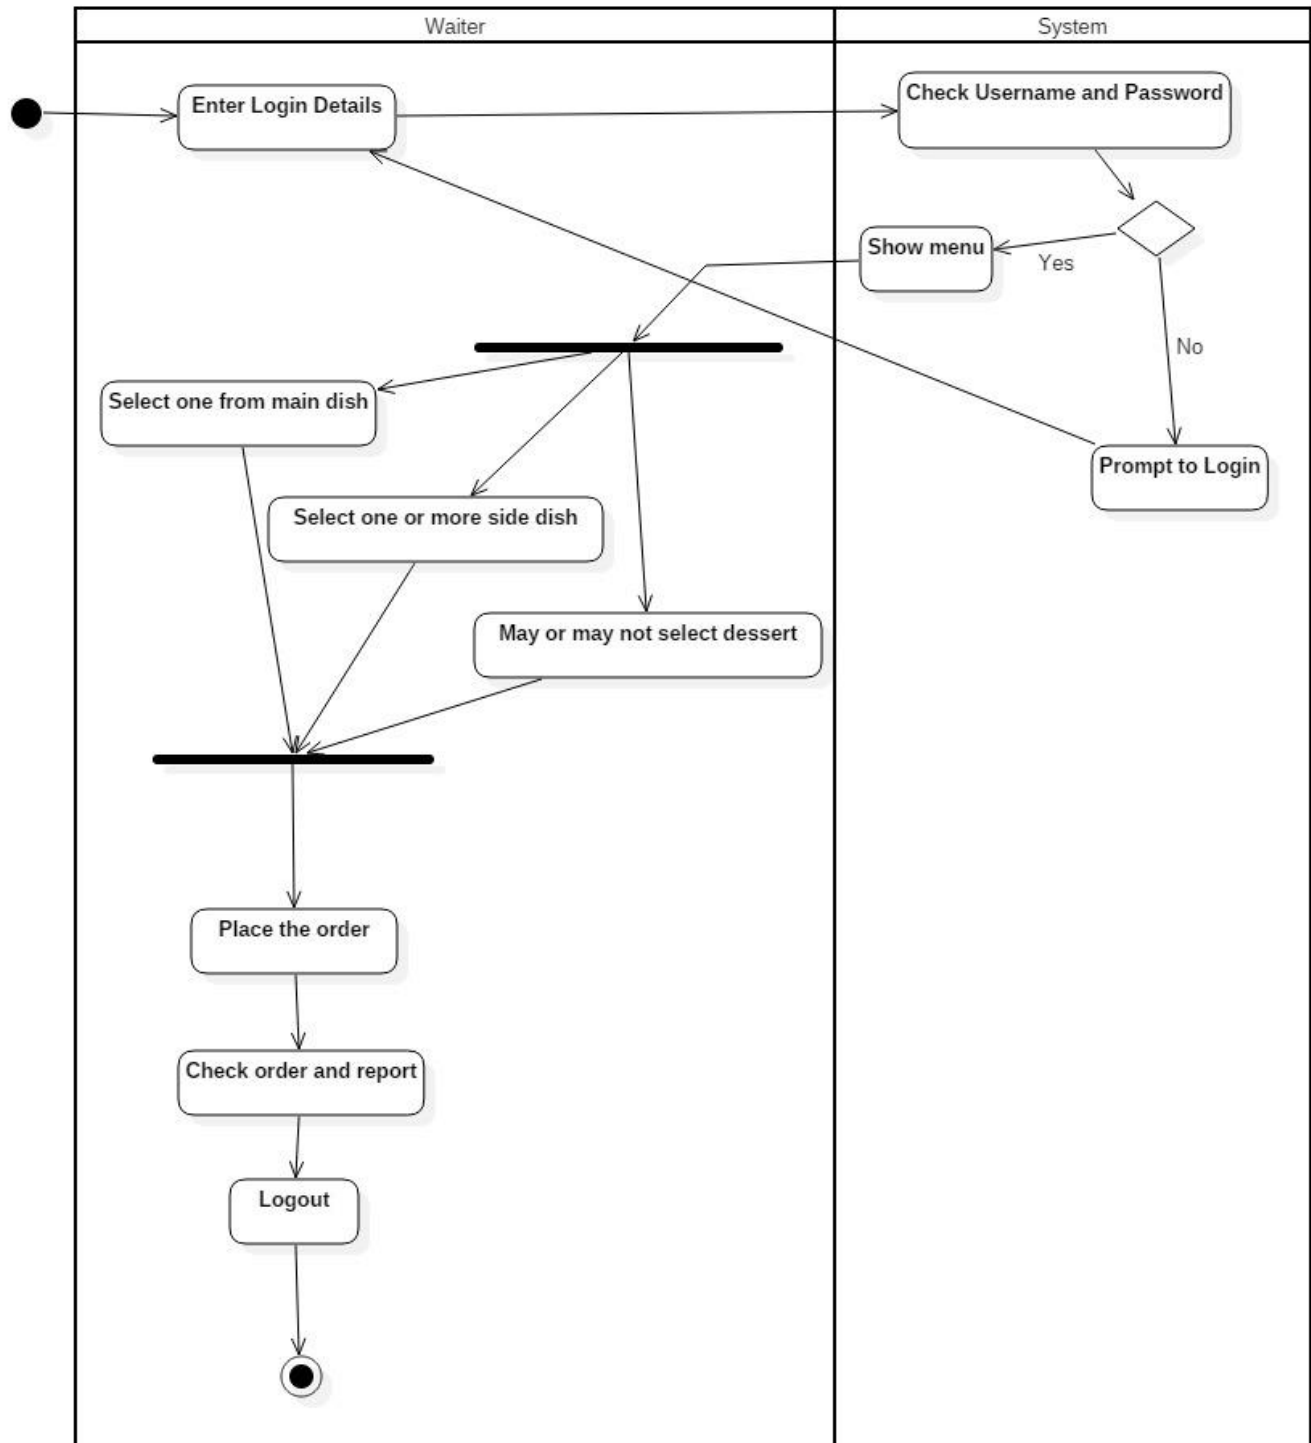 Waiter
System
Enter Login Details
Check Username and Password
Show menu
Yes
No
Select one from main dish
Prompt to Login
Select one or more side dish
May or may not select dessert
Place the order
Check order and report
Logout